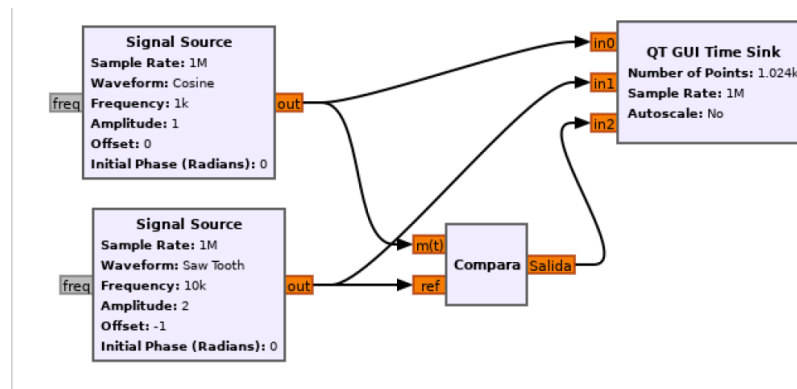 Signal Source
Sample Rate: 1M
Waveform: Cosine
Frequency: 1k
Amplitude: 1
Offset: 0
Initial Phase (Radians): 0
freq
out
Signal Source
Sample Rate: 1M
Waveform: Saw Tooth
Frequency: 10k
Amplitude: 2
Offset: -1
Initial Phase (Radians): 0
freq
out
m(t)
ref
Compara
Salida
in0
in1
in2
QT GUI Time Sink
Number of Points: 1.024k
Sample Rate: 1M
Autoscale: No